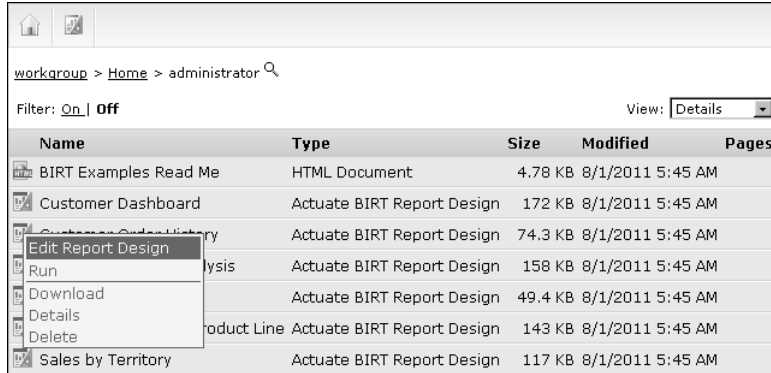 workgroup > Home > administrator
Filter: On | Off View: Details
Name Type Size Modified Pages
BIRT Examples Read Me HTML Document 4.78 KB 8/1/2011 5:45 AM
Customer Dashboard Actuate BIRT Report Design 172 KB 8/1/2011 5:45 AM
Customer Order History Actuate BIRT Report Design 74.3 KB 8/1/2011 5:45 AM
Edit Report Design
lysis Actuate BIRT Report Design 158 KB 8/1/2011 5:45 AM
Run
Download
Actuate BIRT Report Design 49.4 KB 8/1/2011 5:45 AM
Details
oduct Line Actuate BIRT Report Design 143 KB 8/1/2011 5:45 AM
Delete
Sales by Territory Actuate BIRT Report Design 117 KB 8/1/2011 5:45 AM